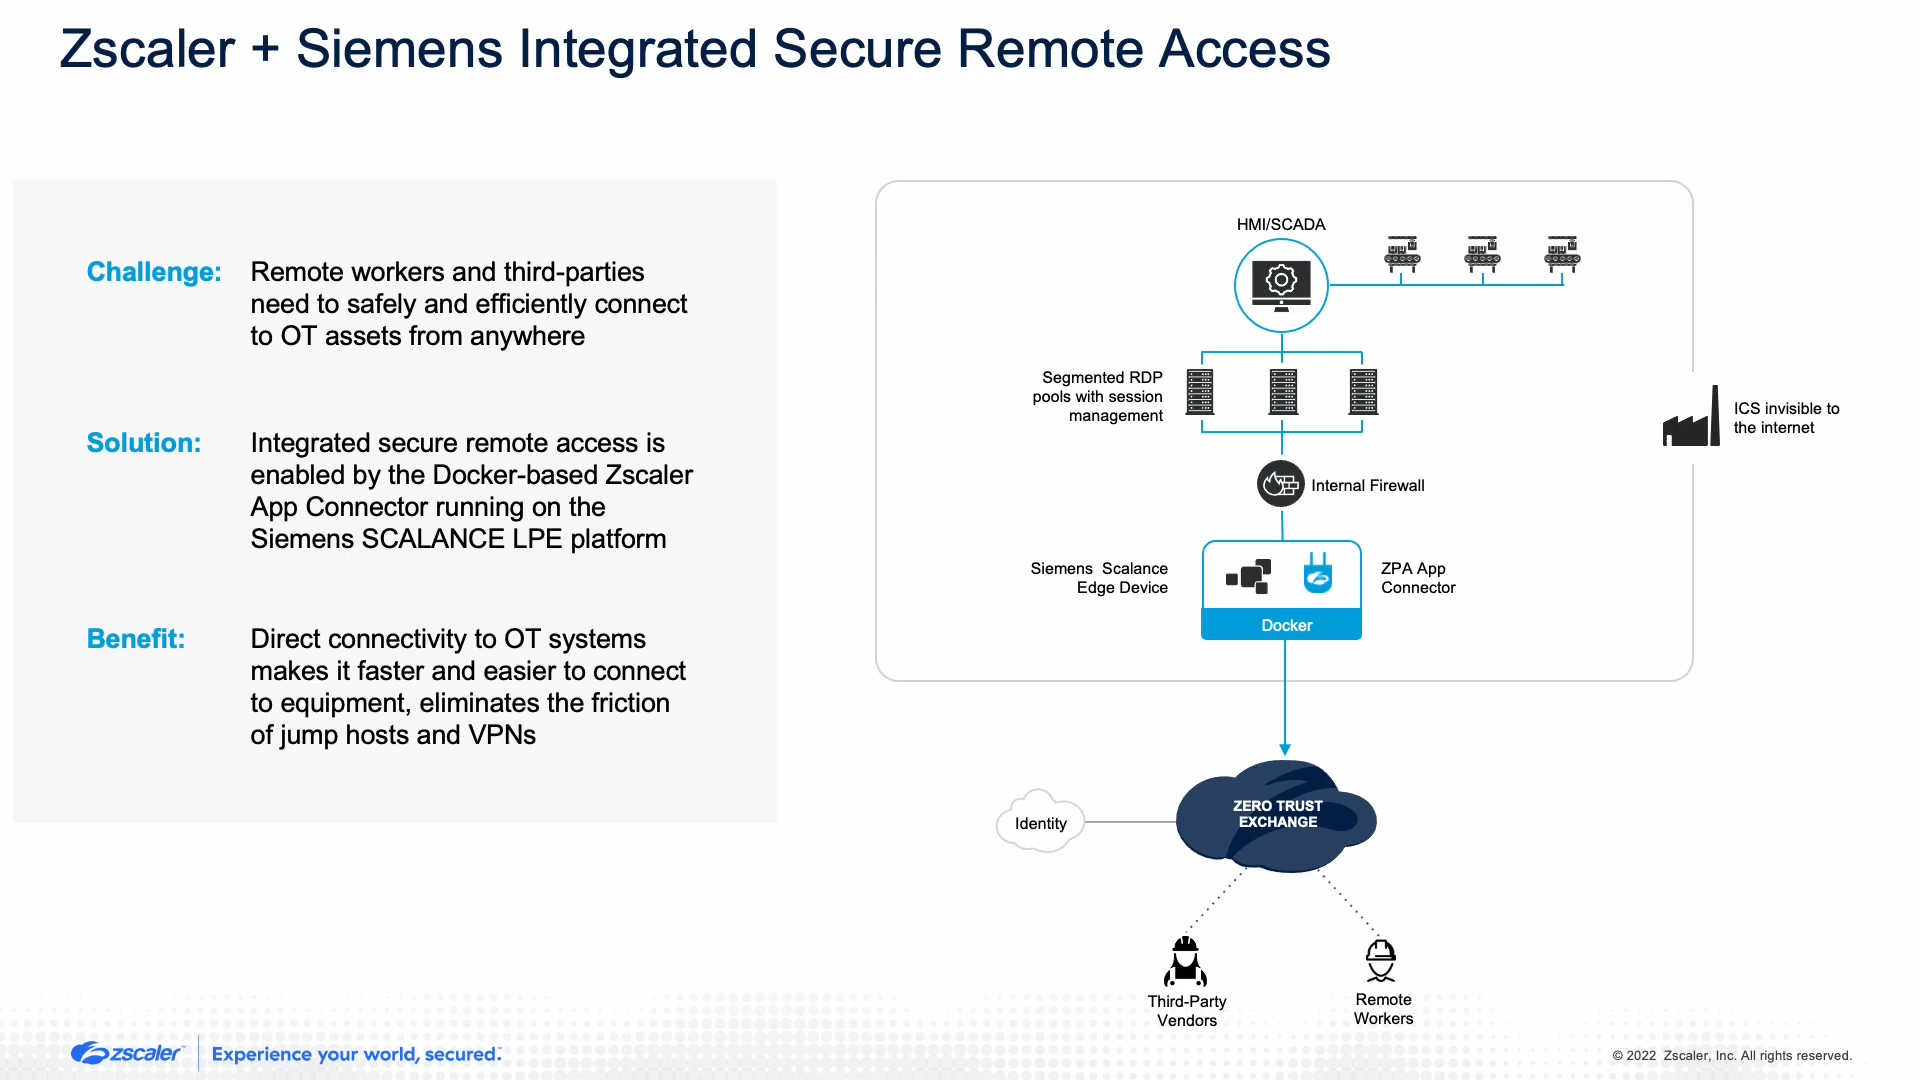 Zscaler + Siemens Integrated Secure Remote Access
Challenge:
Remote workers and third-parties
need to safely and efficiently connect
to OT assets from anywhere
Solution:
Integrated secure remote access is
enabled by the Docker-based Zscaler
App Connector running on the
Siemens SCALANCE LPE platform
Benefit:
Direct connectivity to OT systems
makes it faster and easier to connect
to equipment, eliminates the friction
of jump hosts and VPNs
HMI/SCADA
Segmented RDP
pools with session
management
ICS invisible to
the internet
Internal Firewall
Siemens Scalance
Edge Device
ZPA App
Connector
Docker
ZERO TRUST
EXCHANGE
Identity
Third-Party
Vendors
Remote
Workers
zscaler™
Experience your world, secured.™
© 2022 Zscaler, Inc. All rights reserved.